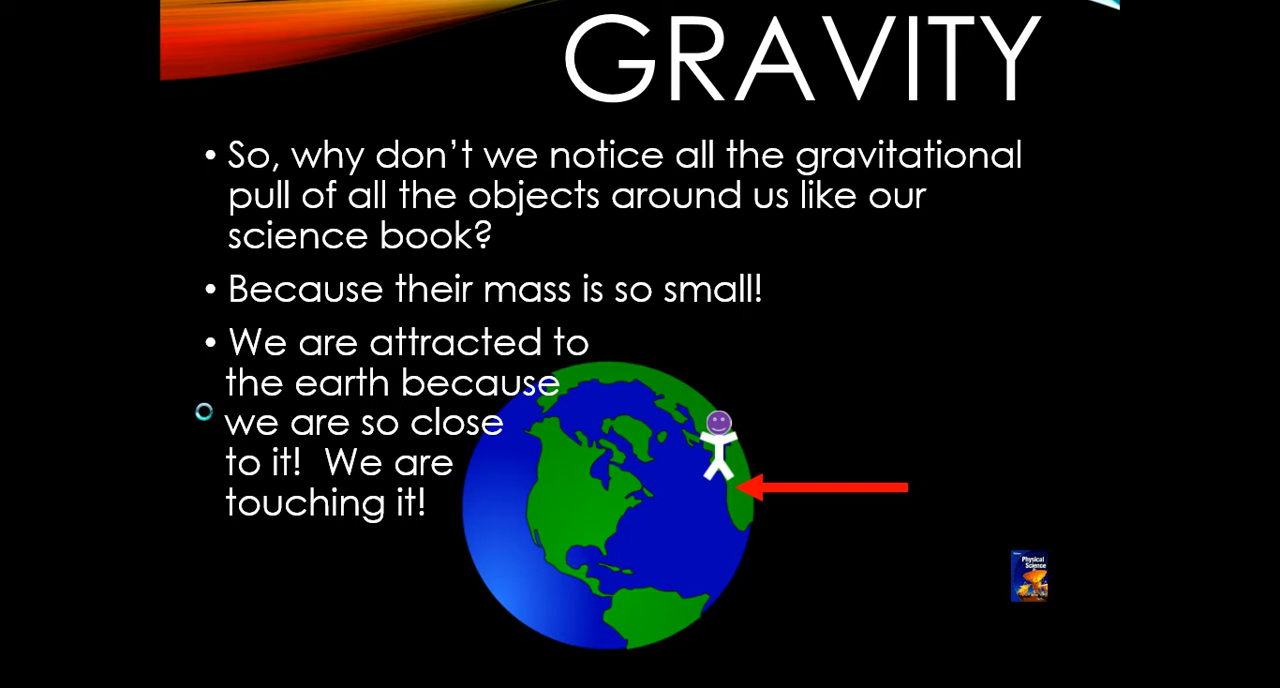 GRAVITY
• So, why don't we notice all the gravitational
pull of all the objects around us like our
science book?
• Because their mass is so small!
• We are attracted to
the earth because
we are so close
to it! We are
touching it!
Physical
Science